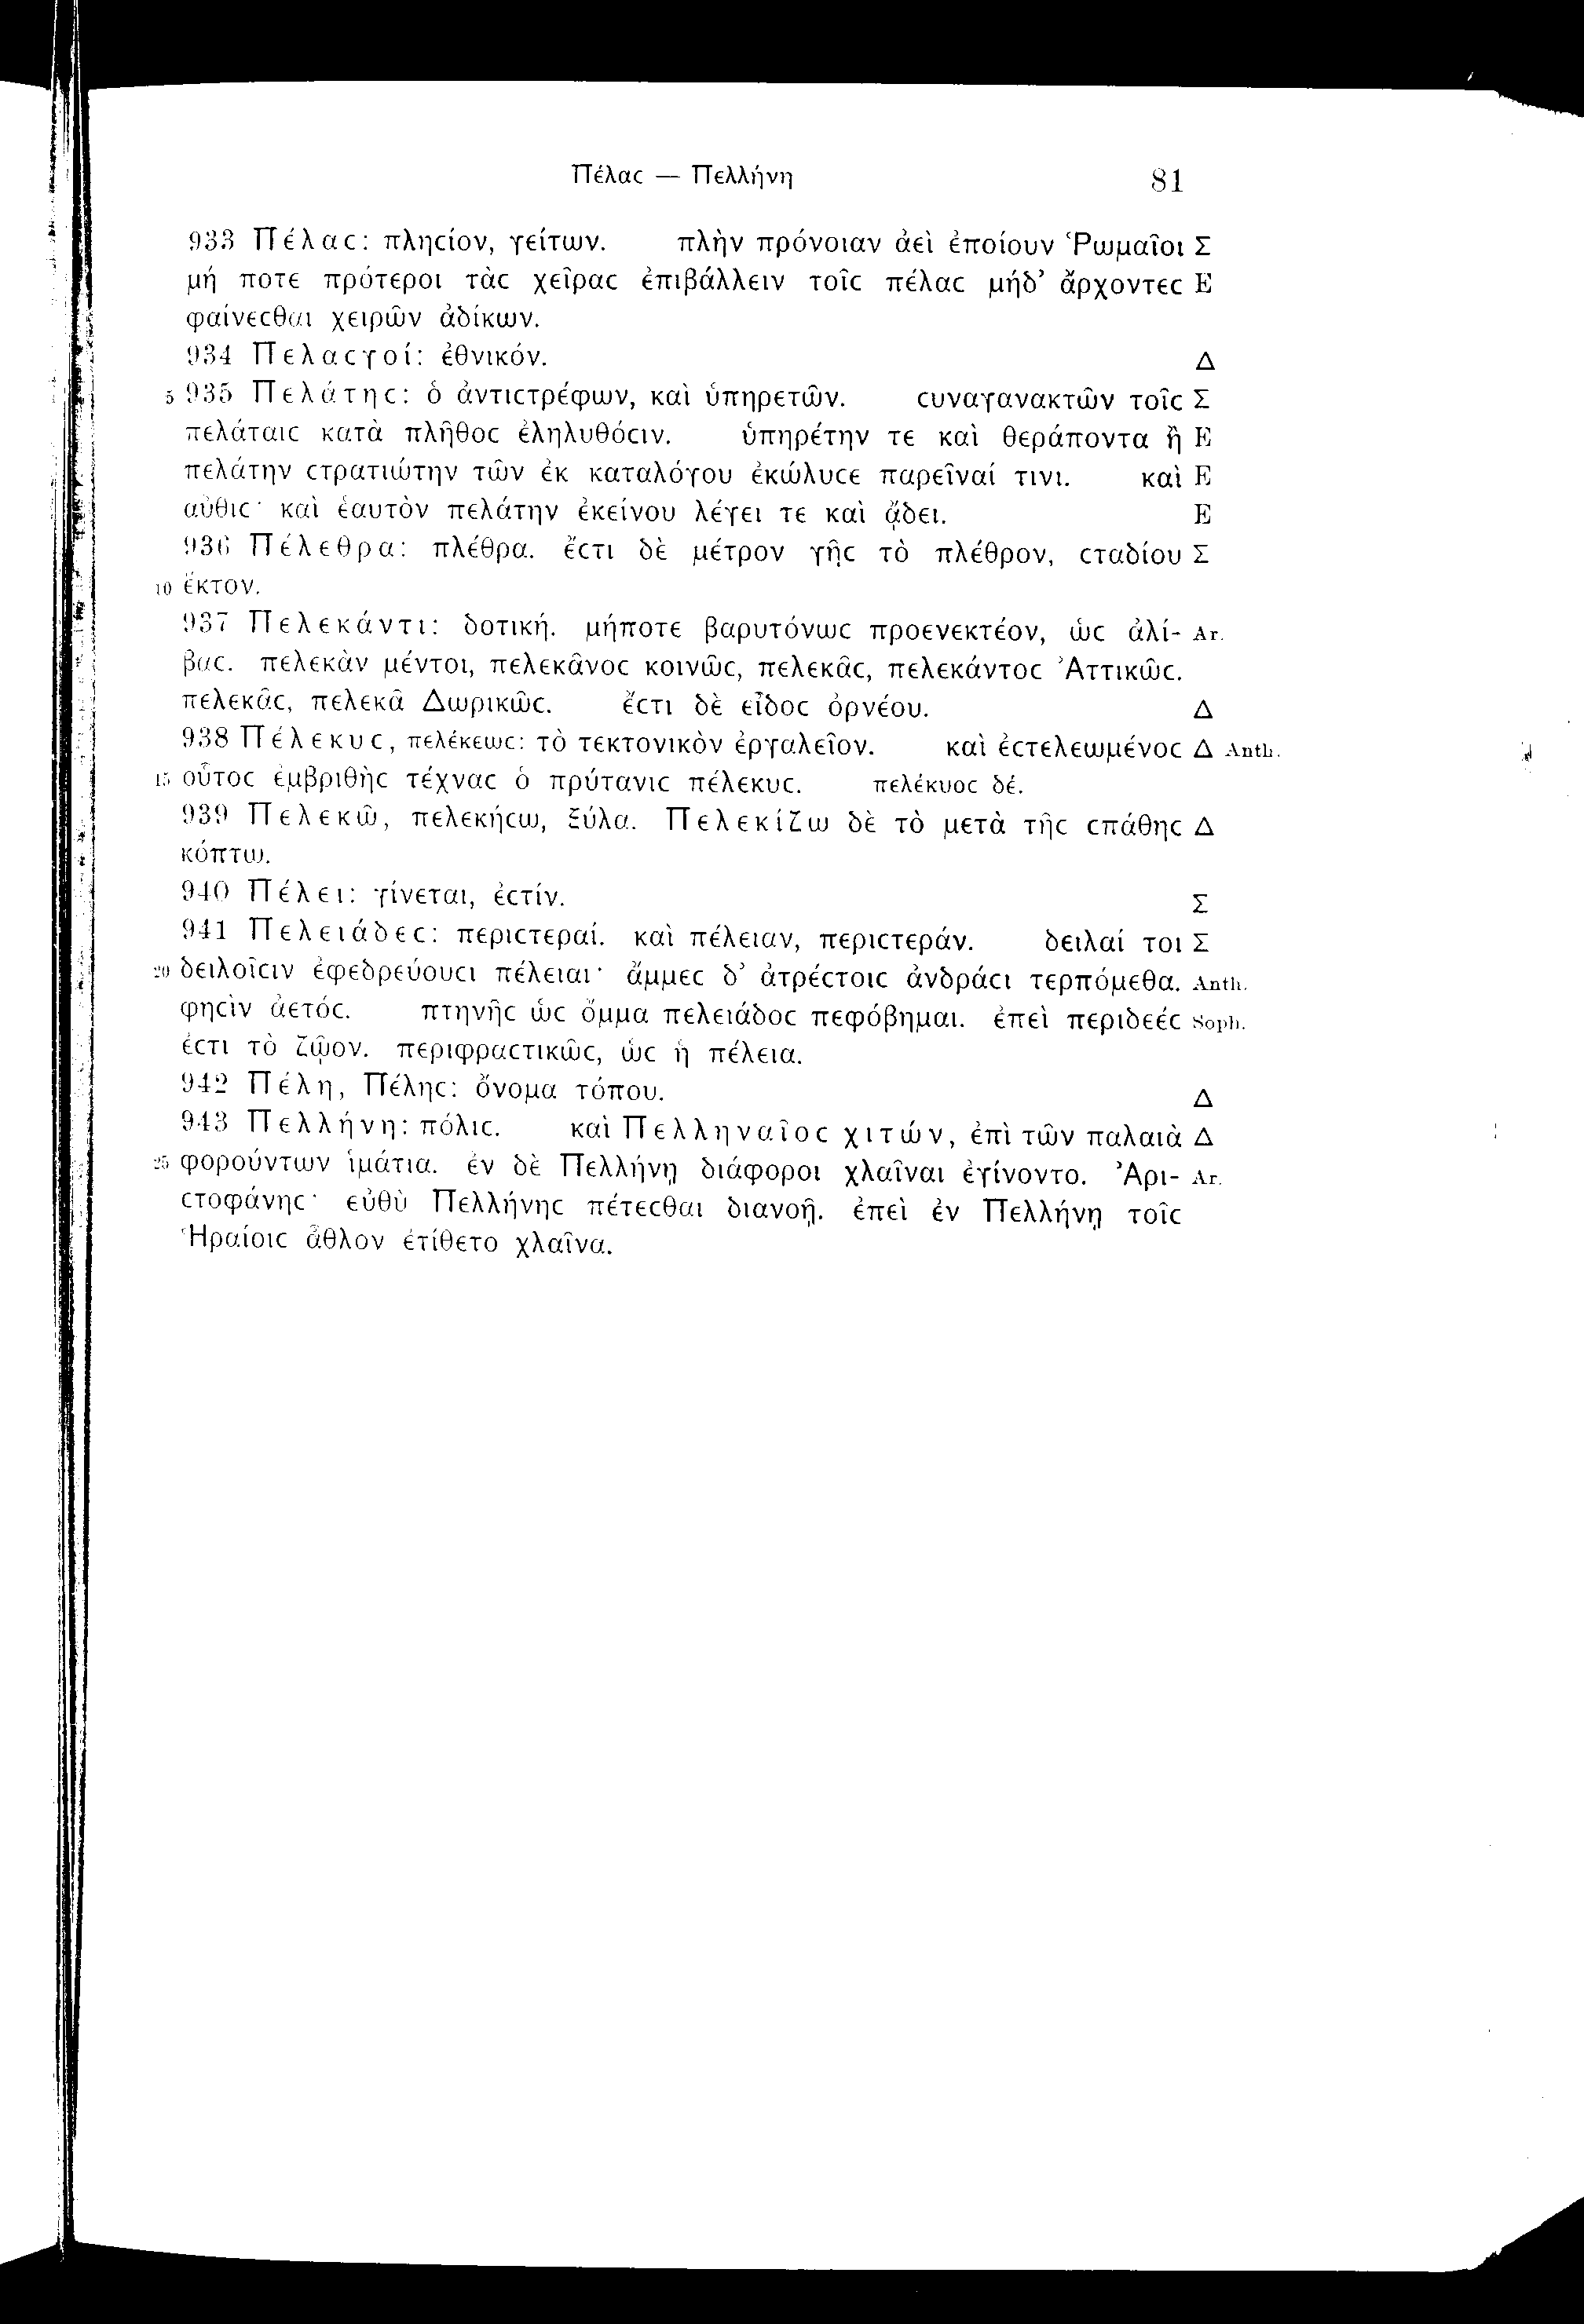 Πέλαϲ — Πελλήνη 81
933 Πέλαϲ: πληϲίον, γείτων. πλὴν πρόνοιαν ἀεὶ ἐποίουν Ῥωμαῖοι Σ
μή ποτε πρότεροι τὰϲ χεῖραϲ ἐπιβάλλειν τοῖϲ πέλαϲ μήδ’ ἄρχοντεϲ E
φαίνεϲθαι χειρῶν ἀδίκων.
934 Πελαϲγοί: ἐθνικόν. Δ
5 935 Πελάτηϲ: ὁ ἀντιϲτρέφων, καὶ ὑπηρετῶν. ϲυναγανακτῶν τοῖϲ Σ
πελάταιϲ κατὰ πλῆθοϲ ἐληλυθόϲιν. ὑπηρέτην τε καὶ θεράποντα ἢ E
πελάτην ϲτρατιώτην τῶν ἐκ καταλόγου ἐκώλυϲε παρεῖναί τινι. καὶ E
αὖθιϲ· καὶ ἑαυτὸν πελάτην ἐκείνου λέγει τε καὶ ᾄδει. E
936 Πέλεθρα: πλέθρα. ἔϲτι δὲ μέτρον γῆϲ τὸ πλέθρον, ϲταδίου Σ
10 ἕκτον.
937 Πελεκάντι: δοτική. μήποτε βαρυτόνωϲ προενεκτέον, ὡϲ ἀλί- Ar.
βαϲ. πελεκὰν μέντοι, πελεκᾶνοϲ κοινῶϲ, πελεκᾶϲ, πελεκάντοϲ Ἀττικῶϲ.
πελεκᾶϲ, πελεκᾶ Δωρικῶϲ. ἔϲτι δὲ εἶδοϲ ὀρνέου. Δ
938 Πέλεκυϲ, πελέκεωϲ: τὸ τεκτονικὸν ἐργαλεῖον. καὶ ἐϲτελεωμένοϲ Δ Anth.
15 οὗτοϲ ἐμβριθὴϲ τέχναϲ ὁ πρύτανιϲ πέλεκυϲ. πελέκυοϲ δέ.
939 Πελεκῶ, πελεκήϲω, ξύλα. Πελεκίζω δὲ τὸ μετὰ τῆϲ ϲπάθηϲ Δ
κόπτω.
940 Πέλει: γίνεται, ἐϲτίν. Σ
941 Πελειάδεϲ: περιϲτεραί. καὶ πέλειαν, περιϲτεράν. δειλαί τοι Σ
20 δειλοῖϲιν ἐφεδρεύουϲι πέλειαι· ἄμμεϲ δ’ ἀτρέϲτοιϲ ἀνδράϲι τερπόμεθα. Anth.
φηϲὶν ἀετόϲ. πτηνῆϲ ὡϲ ὄμμα πελειάδοϲ πεφόβημαι. ἐπεὶ περιδεέϲ Soph.
ἐϲτι τὸ ζῷον. περιφραϲτικῶϲ, ὡϲ ἡ πέλεια.
942 Πέλη, Πέληϲ: ὄνομα τόπου. Δ
943 Πελλήνη: πόλιϲ. καὶ Πελληναῖοϲ χιτών, ἐπὶ τῶν παλαιὰ Δ
25 φορούντων ἱμάτια. ἐν δὲ Πελλήνῃ διάφοροι χλαῖναι ἐγίνοντο. Ἀρι- Ar.
ϲτοφάνηϲ· εὐθὺ Πελλήνηϲ πέτεϲθαι διανοῇ. ἐπεὶ ἐν Πελλήνῃ τοῖϲ
Ἡραίοιϲ ἆθλον ἐτίθετο χλαῖνα.